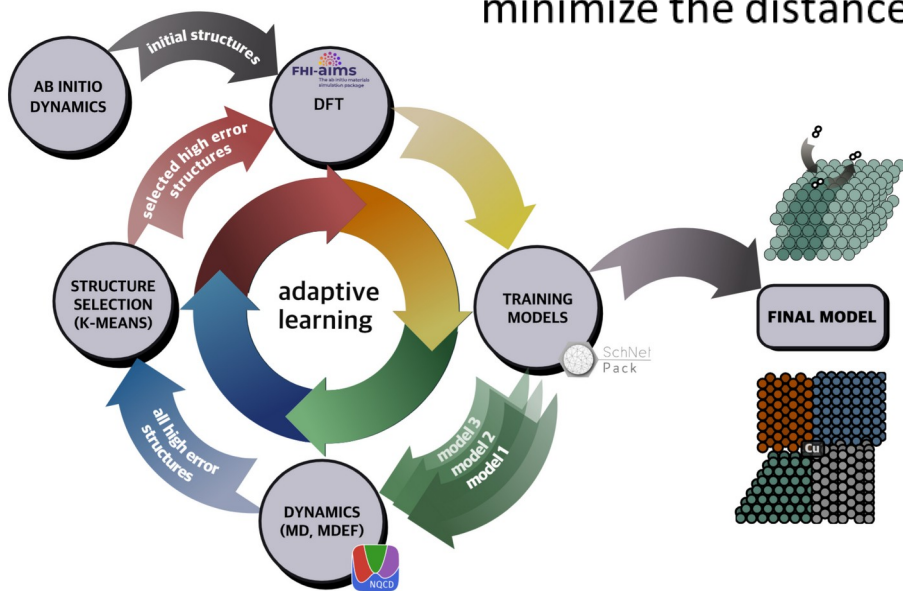 minimize the distance
initial structures
AB INITIO
DYNAMICS
FHI-aims
The ab initio materials
simulation package
DFT
selected high error
structures
STRUCTURE
SELECTION
(K-MEANS)
adaptive
learning
TRAINING
MODELS
SchNet
Pack
FINAL MODEL
model 3
model 2
model 1
all high error
structures
Cu
DYNAMICS
(MD, MDEF)
NQCD